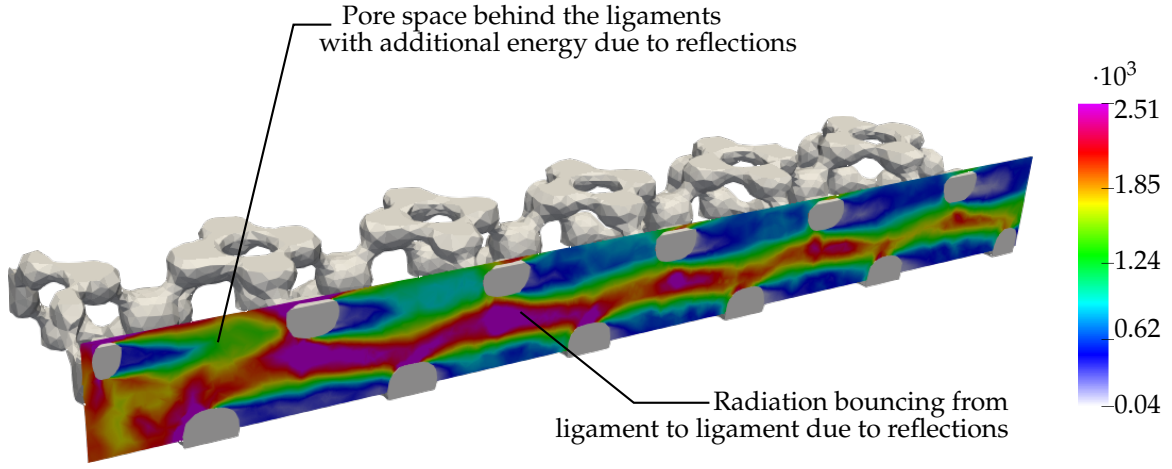 Pore space behind the ligaments
with additional energy due to reflections
·10³
2.51
1.85
1.24
0.62
0.04
Radiation bouncing from
ligament to ligament due to reflections